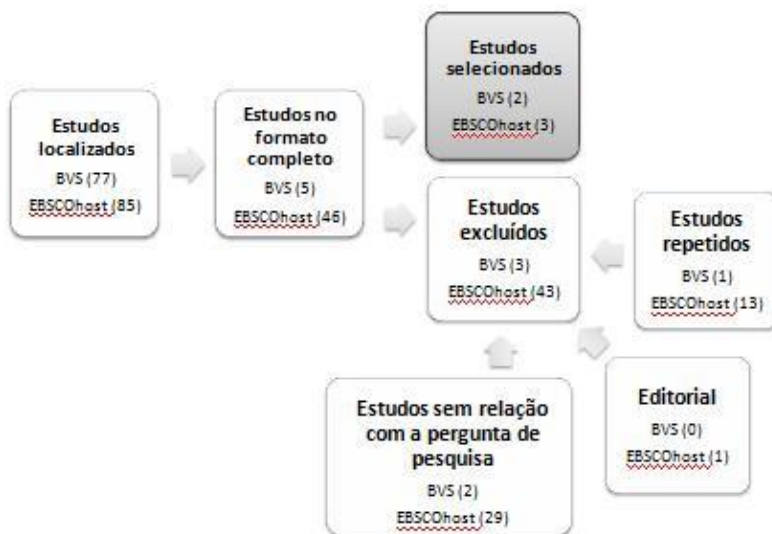 Estudos
localizados
BVS (77)
EBSCOhost (85)
Estudos no
formato
completo
BVS (5)
EBSCOhost (46)
Estudos
selecionados
BVS (2)
EBSCOhost (3)
Estudos
excluídos
BVS (3)
EBSCOhost (43)
Estudos
repetidos
BVS (1)
EBSCOhost (13)
Estudos sem relação
com a pergunta de
pesquisa
BVS (2)
EBSCOhost (29)
Editorial
BVS (0)
EBSCOhost (1)